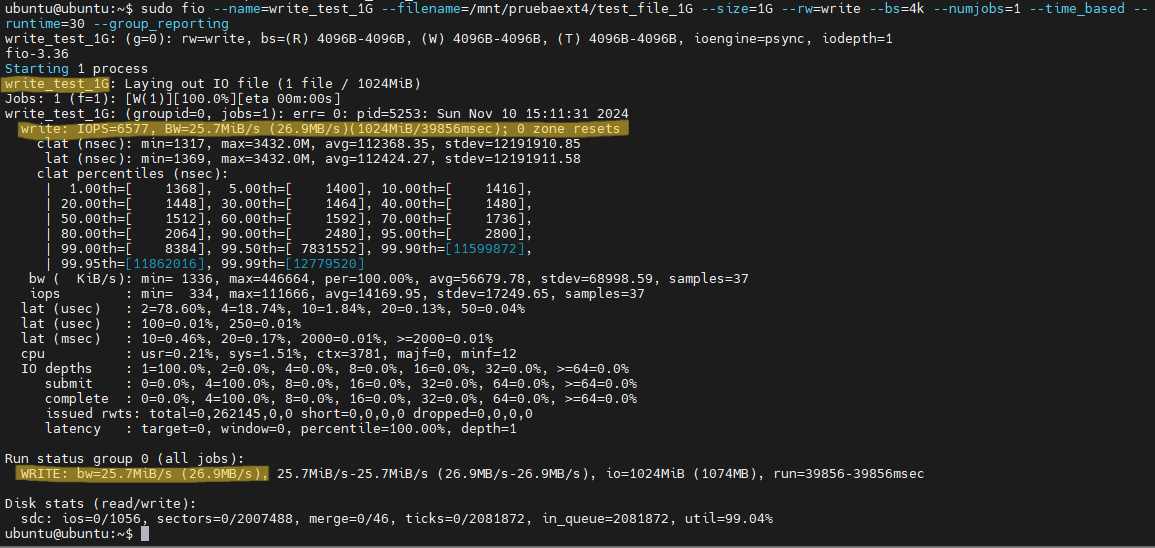 ubuntu@ubuntu:~$ sudo fio --name=write_test_1G --filename=/mnt/pruebaext4/test_file_1G --size=1G --rw=write --bs=4k --numjobs=1 --time_based --
runtime=30 --group_reporting
write_test_1G: (g=0): rw=write, bs=(R) 4096B-4096B, (W) 4096B-4096B, (T) 4096B-4096B, ioengine=psync, iodepth=1
fio-3.36
Starting 1 process
write_test_1G: Laying out IO file (1 file / 1024MiB)
Jobs: 1 (f=1): [W(1)][100.0%][eta 00m:00s]
write_test_1G: (groupid=0, jobs=1): err= 0: pid=5253: Sun Nov 10 15:11:31 2024
  write: IOPS=6577, BW=25.7MiB/s (26.9MB/s)(1024MiB/39856msec); 0 zone resets
    clat (nsec): min=1317, max=3432.0M, avg=112368.35, stdev=12191910.85
     lat (nsec): min=1369, max=3432.0M, avg=112424.27, stdev=12191911.58
    clat percentiles (nsec):
     |  1.00th=[    1368],  5.00th=[    1400], 10.00th=[    1416],
     | 20.00th=[    1448], 30.00th=[    1464], 40.00th=[    1480],
     | 50.00th=[    1512], 60.00th=[    1592], 70.00th=[    1736],
     | 80.00th=[    2064], 90.00th=[    2480], 95.00th=[    2800],
     | 99.00th=[    8384], 99.50th=[ 7831552], 99.90th=[11599872],
     | 99.95th=[11862016], 99.99th=[12779520]
   bw (  KiB/s): min= 1336, max=446664, per=100.00%, avg=56679.78, stdev=68998.59, samples=37
   iops        : min=  334, max=111666, avg=14169.95, stdev=17249.65, samples=37
  lat (usec)   : 2=78.60%, 4=18.74%, 10=1.84%, 20=0.13%, 50=0.04%
  lat (usec)   : 100=0.01%, 250=0.01%
  lat (msec)   : 10=0.46%, 20=0.17%, 2000=0.01%, >=2000=0.01%
  cpu          : usr=0.21%, sys=1.51%, ctx=3781, majf=0, minf=12
  IO depths    : 1=100.0%, 2=0.0%, 4=0.0%, 8=0.0%, 16=0.0%, 32=0.0%, >=64=0.0%
     submit    : 0=0.0%, 4=100.0%, 8=0.0%, 16=0.0%, 32=0.0%, 64=0.0%, >=64=0.0%
     complete  : 0=0.0%, 4=100.0%, 8=0.0%, 16=0.0%, 32=0.0%, 64=0.0%, >=64=0.0%
     issued rwts: total=0,262145,0,0 short=0,0,0,0 dropped=0,0,0,0
     latency   : target=0, window=0, percentile=100.00%, depth=1

Run status group 0 (all jobs):
  WRITE: bw=25.7MiB/s (26.9MB/s), 25.7MiB/s-25.7MiB/s (26.9MB/s-26.9MB/s), io=1024MiB (1074MB), run=39856-39856msec

Disk stats (read/write):
  sdc: ios=0/1056, sectors=0/2007488, merge=0/46, ticks=0/2081872, in_queue=2081872, util=99.04%
ubuntu@ubuntu:~$